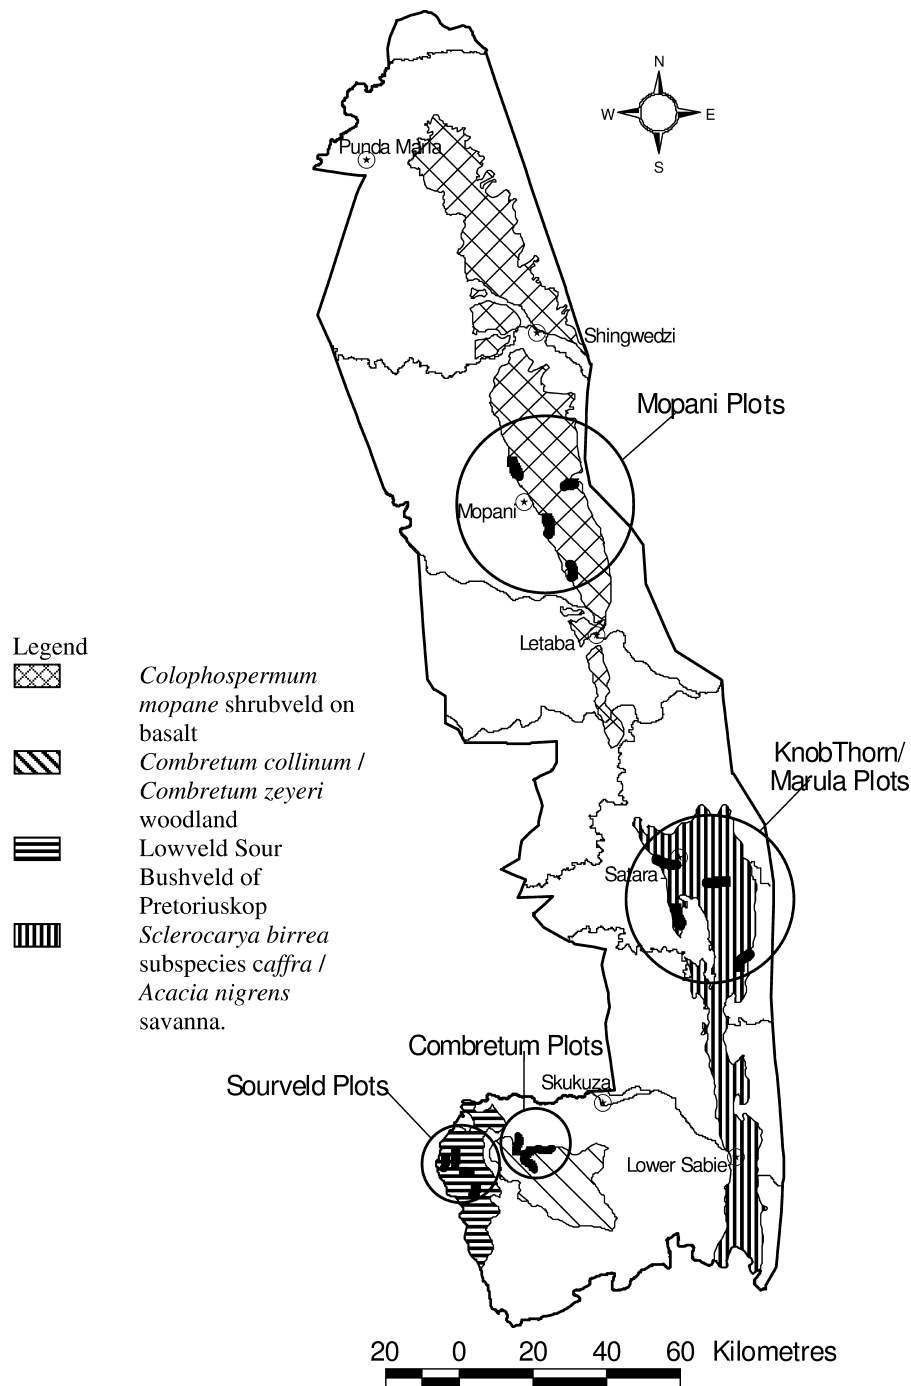 N
W E
S
Punda Maria
Shingwedzi
Mopani Plots
Mopani
Letaba
Legend
Colophospermum
mopane shrubveld on
basalt
Combretum collinum /
Combretum zeyeri
woodland
Lowveld Sour
Bushveld of
Pretoriuskop
Sclerocarya birrea
subspecies caffra /
Acacia nigrens
savanna.
KnobThorn/
Marula Plots
Satara
Combretum Plots
Sourveld Plots
Skukuza
Lower Sabie
20 0 20 40 60 Kilometres